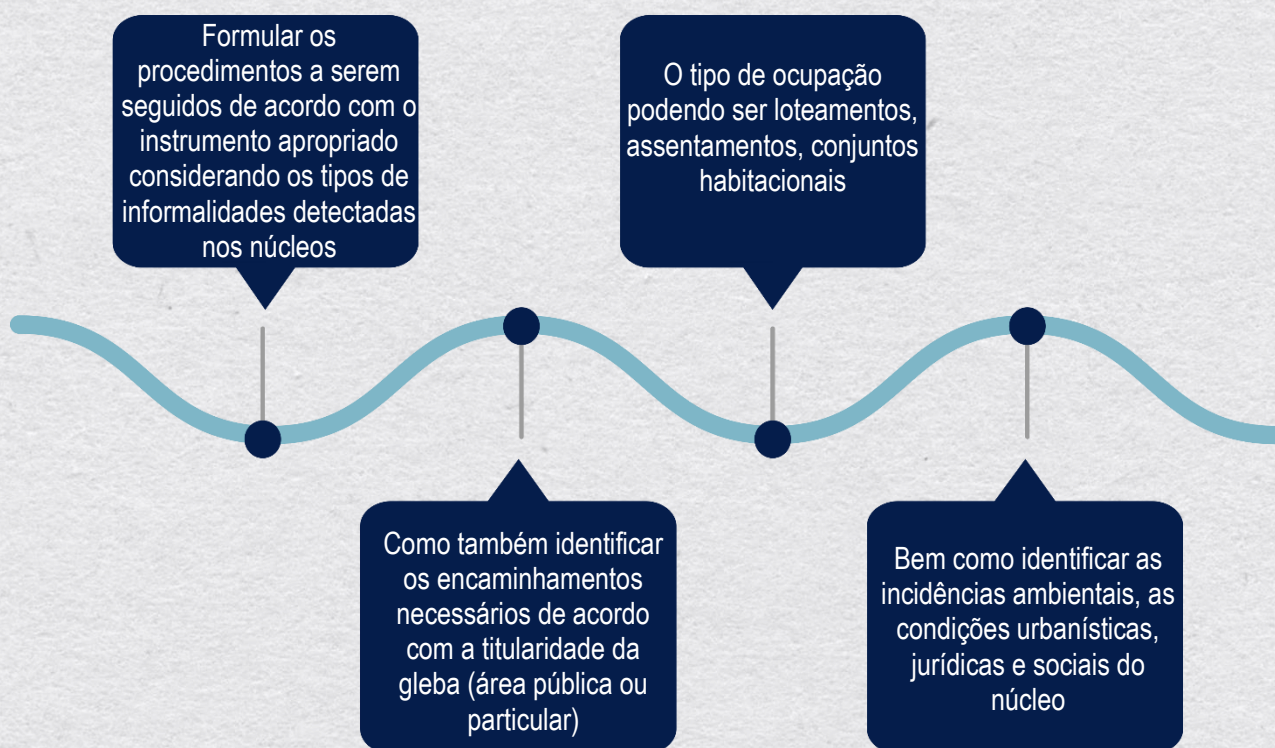 Formular os
procedimentos a serem
seguidos de acordo com o
instrumento apropriado
considerando os tipos de
informalidades detectadas
nos núcleos
Como também identificar
os encaminhamentos
necessários de acordo
com a titularidade da
gleba (área pública ou
particular)
O tipo de ocupação
podendo ser loteamentos,
assentamentos, conjuntos
habitacionais
Bem como identificar as
incidências ambientais, as
condições urbanísticas,
jurídicas e sociais do
núcleo